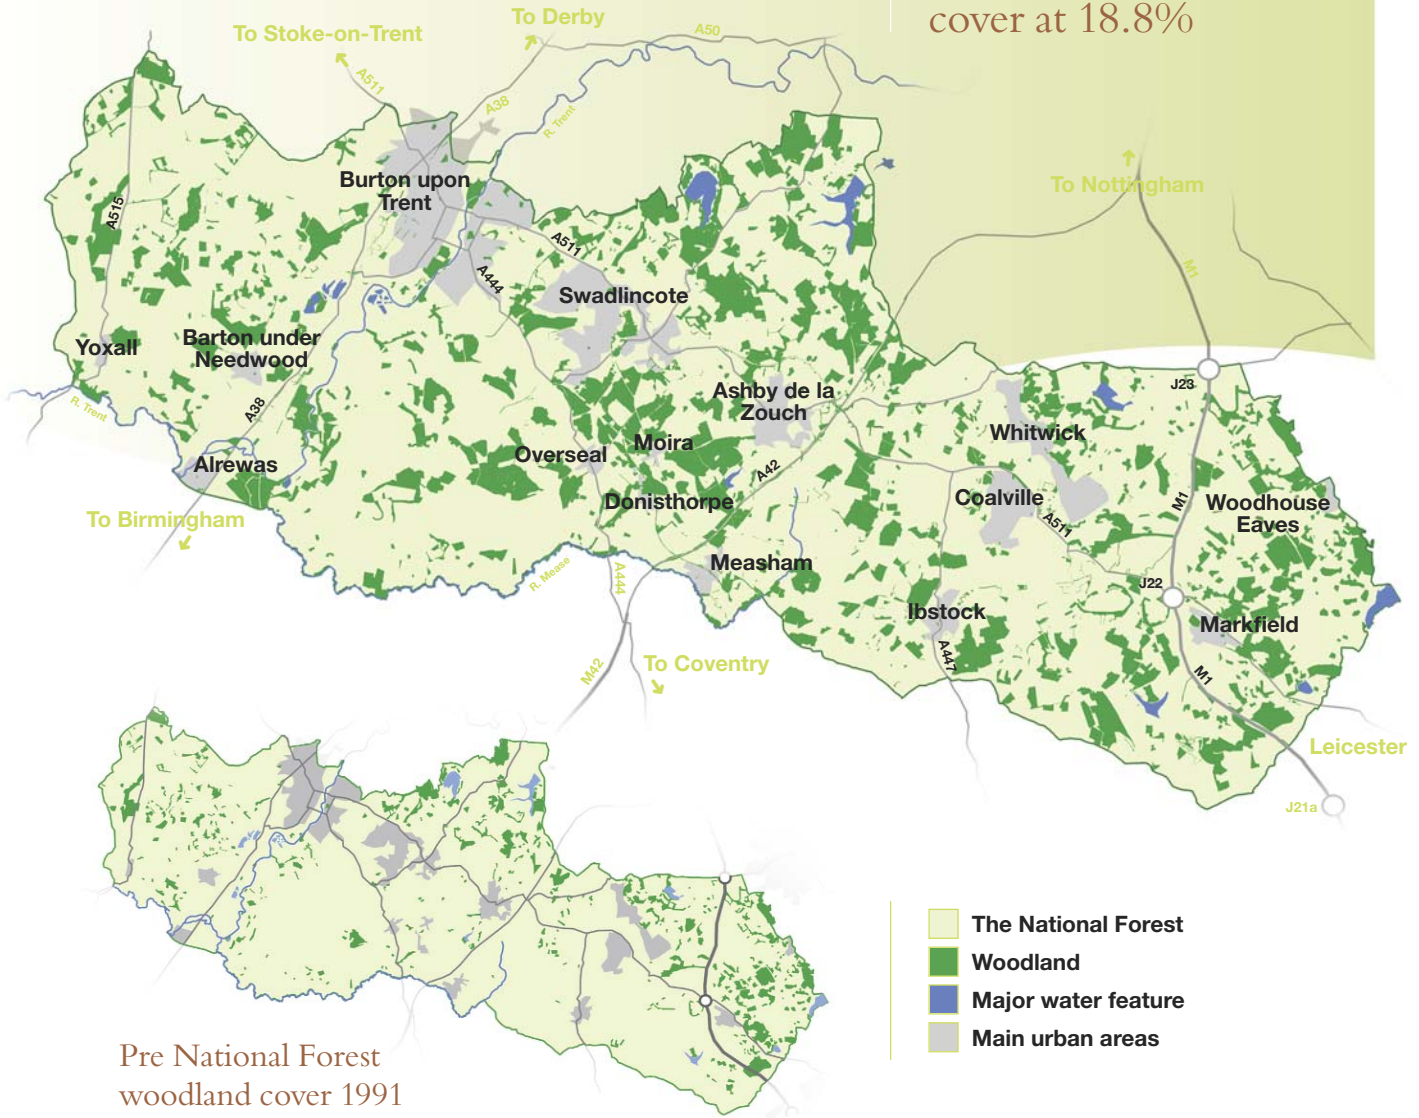 cover at 18.8%
To Derby
To Stoke-on-Trent
A50
A511
A38
R. Trent
Burton upon
Trent
To Nottingham
A515
A511
A444
M1
Swadlincote
Yoxall
Barton under
Needwood
J23
Ashby de la
Zouch
R. Trent
A38
Whitwick
Moira
Overseal
Alrewas
A42
Donisthorpe
Coalville
M1
Woodhouse
Eaves
A511
To Birmingham
Measham
R. Mease
A444
J22
Ibstock
Markfield
A447
M42
To Coventry
M1
Leicester
J21a
The National Forest
Woodland
Major water feature
Main urban areas
Pre National Forest
woodland cover 1991